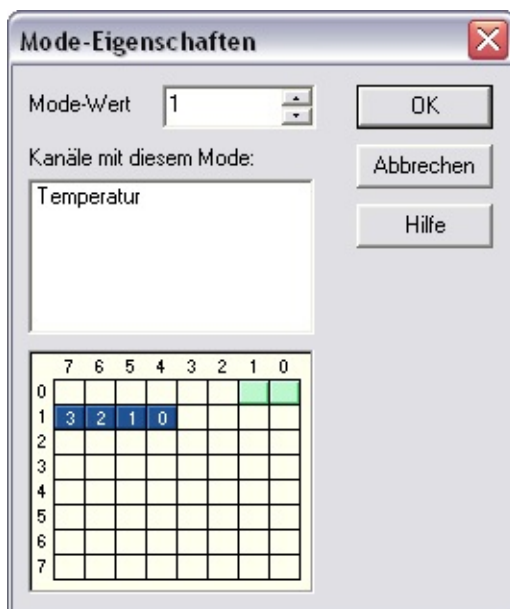 Mode-Eigenschaften
Mode-Wert 1 OK
Kanäle mit diesem Mode: Abbrechen
Temperatur
Hilfe
7 6 5 4 3 2 1 0
0
1 3 2 1 0
2
3
4
5
6
7